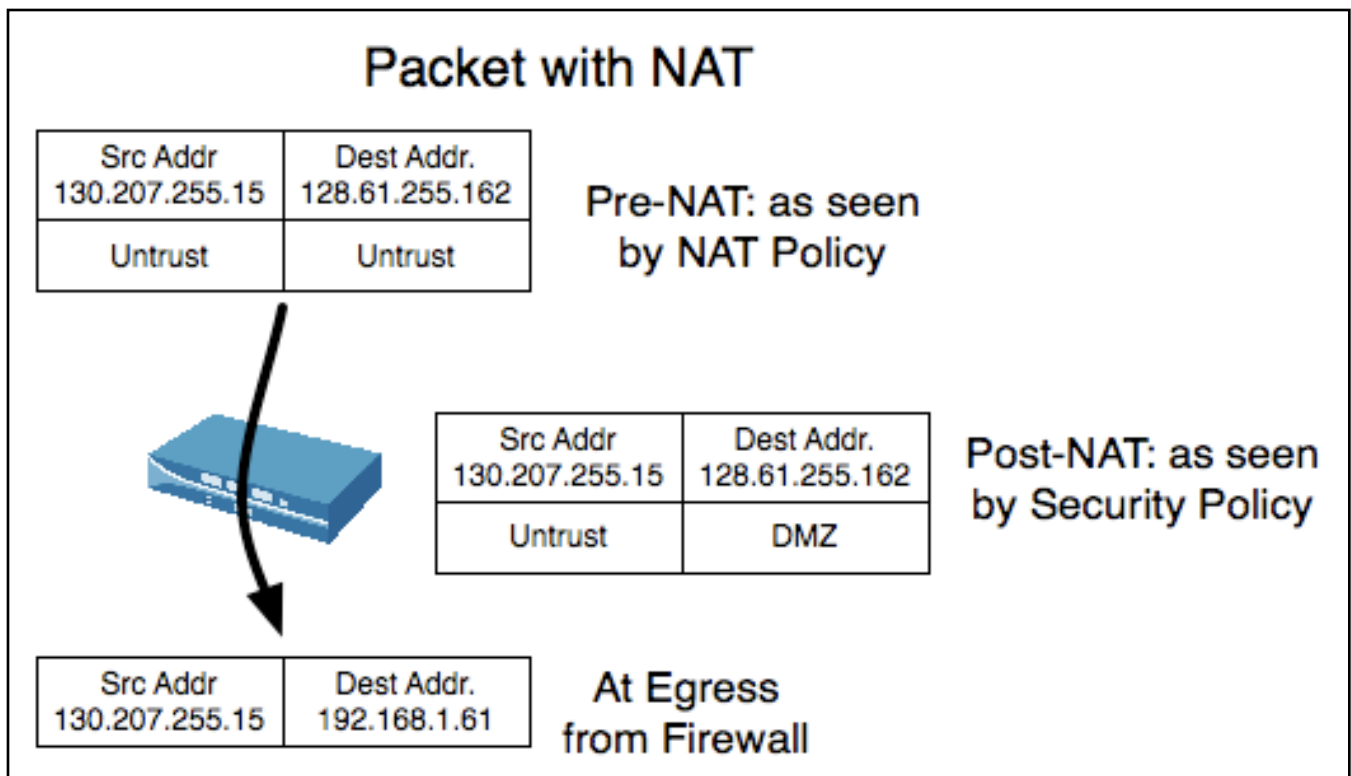 Packet with NAT
Src Addr
130.207.255.15
Dest Addr.
128.61.255.162
Untrust
Untrust
Pre-NAT: as seen
by NAT Policy
Src Addr
130.207.255.15
Dest Addr.
128.61.255.162
Untrust
DMZ
Post-NAT: as seen
by Security Policy
Src Addr
130.207.255.15
Dest Addr.
192.168.1.61
At Egress
from Firewall